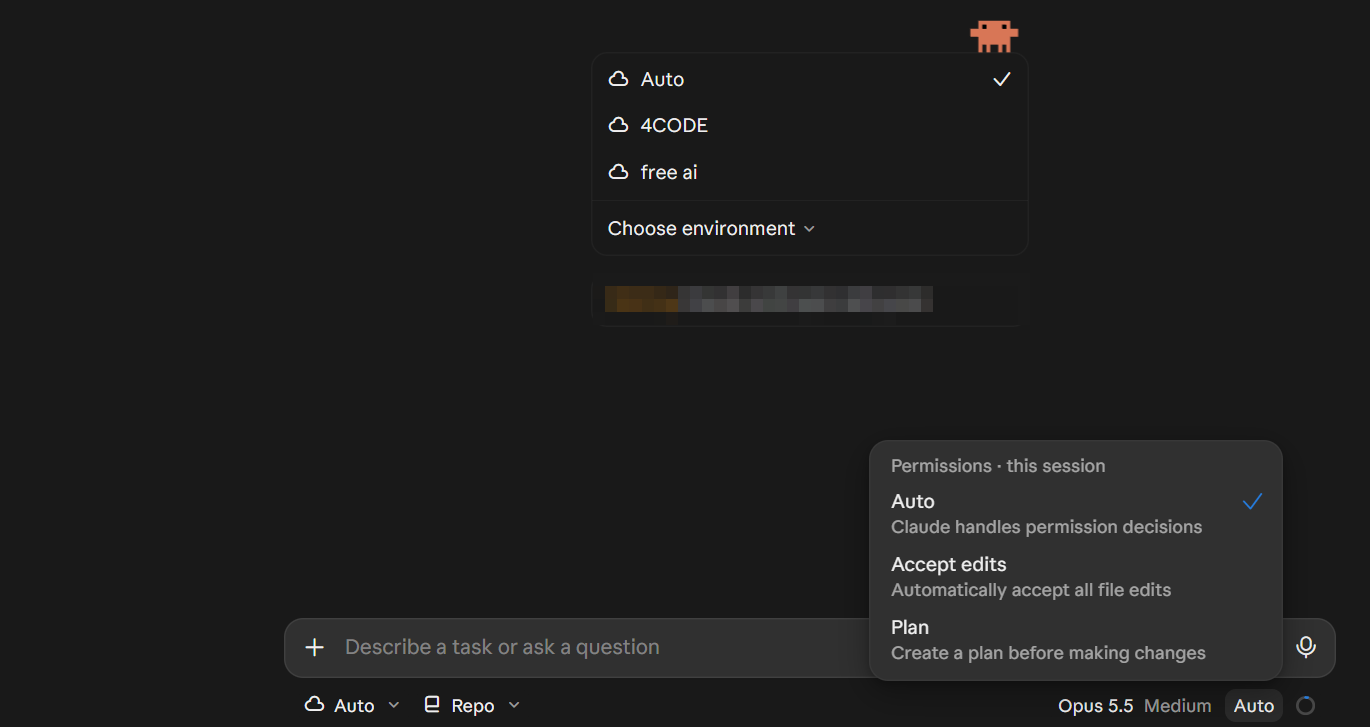 Auto
4CODE
free ai
Choose environment
Permissions · this session
Auto
Claude handles permission decisions
Accept edits
Automatically accept all file edits
Plan
Create a plan before making changes
Describe a task or ask a question
Auto Repo Opus 5.5 Medium Auto